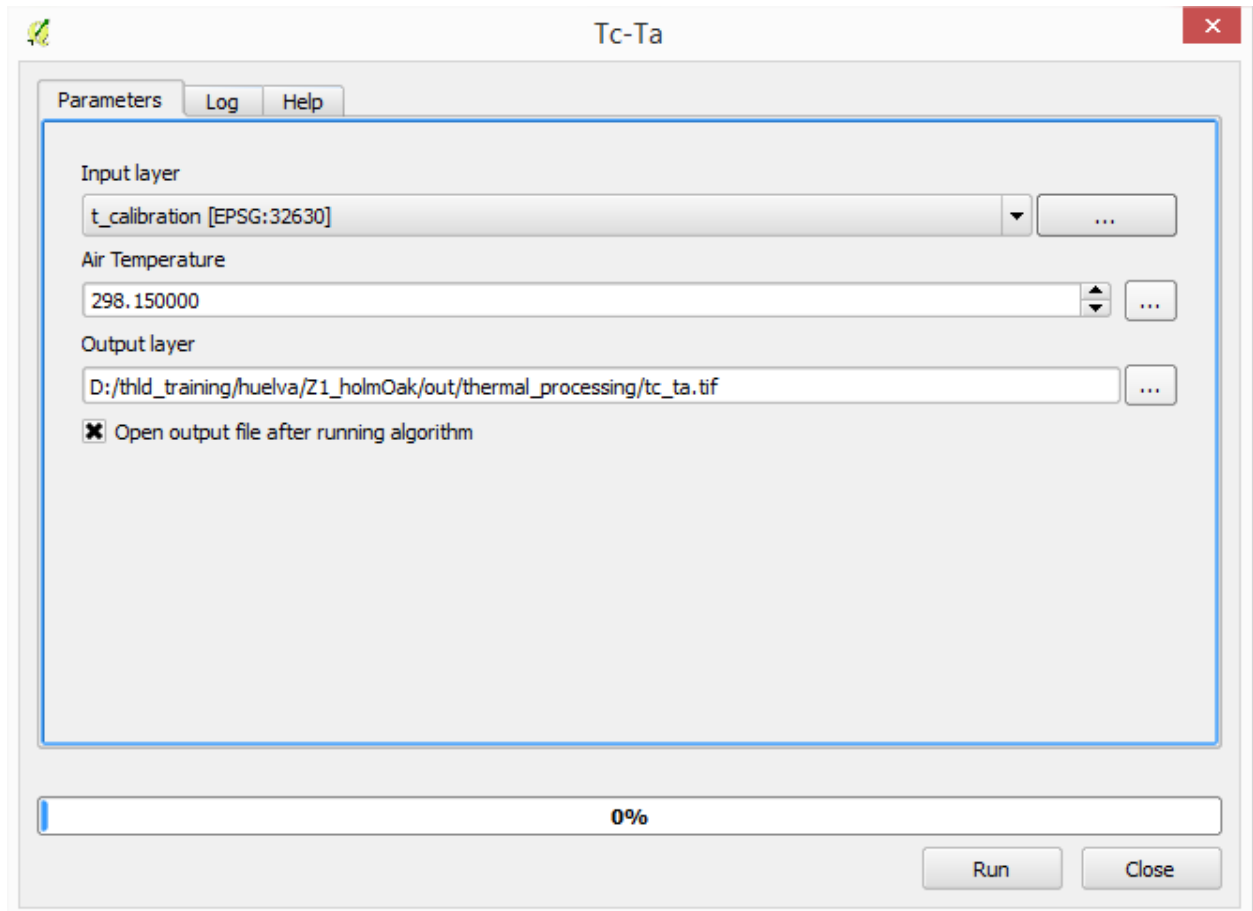 Tc-Ta
Parameters Log Help
Input layer
t_calibration [EPSG:32630]
...
Air Temperature
298.150000
...
Output layer
D:/thld_training/huelva/Z1_holmOak/out/thermal_processing/tc_ta.tif
...
Open output file after running algorithm
0%
Run Close